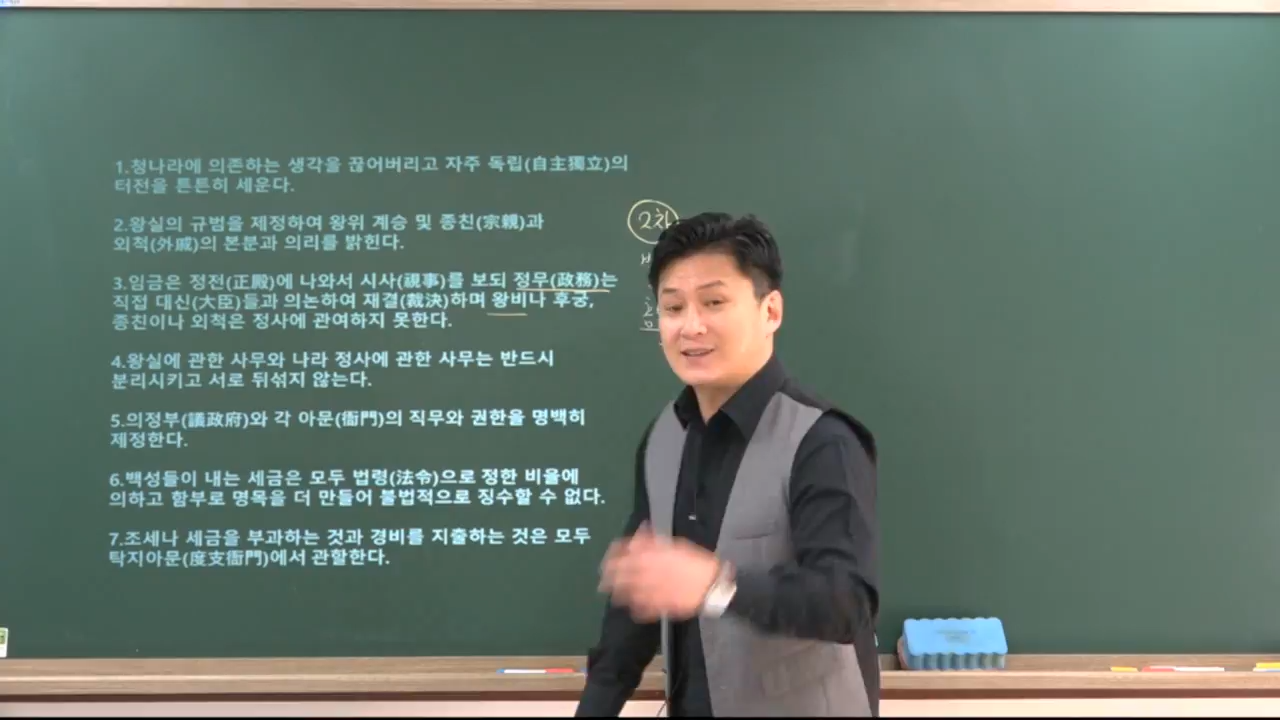 1.청나라에 의존하는 생각을 끊어버리고 자주 독립(自主獨立)의
터전을 튼튼히 세운다.
2.왕실의 규범을 제정하여 왕위 계승 및 종친(宗親)과
외척(外戚)의 본분과 의리를 밝힌다.
3.임금은 정전(正殿)에 나와서 시사(視事)를 보되 정무(政務)는
직접 대신(大臣)들과 의논하여 재결(裁決)하며 왕비나 후궁,
종친이나 외척은 정사에 관여하지 못한다.
4.왕실에 관한 사무와 나라 정사에 관한 사무는 반드시
분리시키고 서로 뒤섞지 않는다.
5.의정부(議政府)와 각 아문(衙門)의 직무와 권한을 명백히
제정한다.
6.백성들이 내는 세금은 모두 법령(法令)으로 정한 비율에
의하고 함부로 명목을 더 만들어 불법적으로 징수할 수 없다.
7.조세나 세금을 부과하는 것과 경비를 지출하는 것은 모두
탁지아문(度支衙門)에서 관할한다.
2차